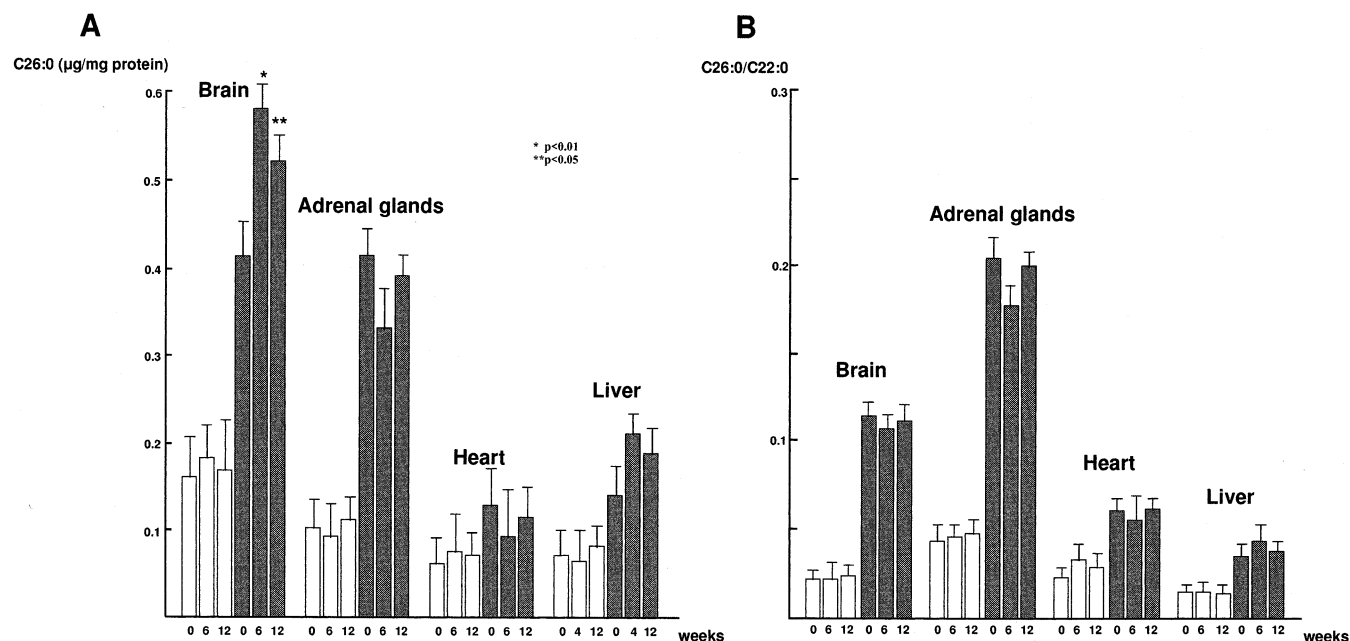 A
C26:0 (µg/mg protein)
0.6
0.5
0.4
0.3
0.2
0.1
Brain
*
**
* p<0.01
**p<0.05
Adrenal glands
Heart
Liver
0 6 12 0 6 12 0 6 12 0 6 12 0 6 12 0 6 12 0 4 12 0 4 12 weeks
B
C26:0/C22:0
0.3
0.2
0.1
Brain
Adrenal glands
Heart
Liver
0 6 12 0 6 12 0 6 12 0 6 12 0 6 12 0 6 12 0 6 12 0 6 12 weeks